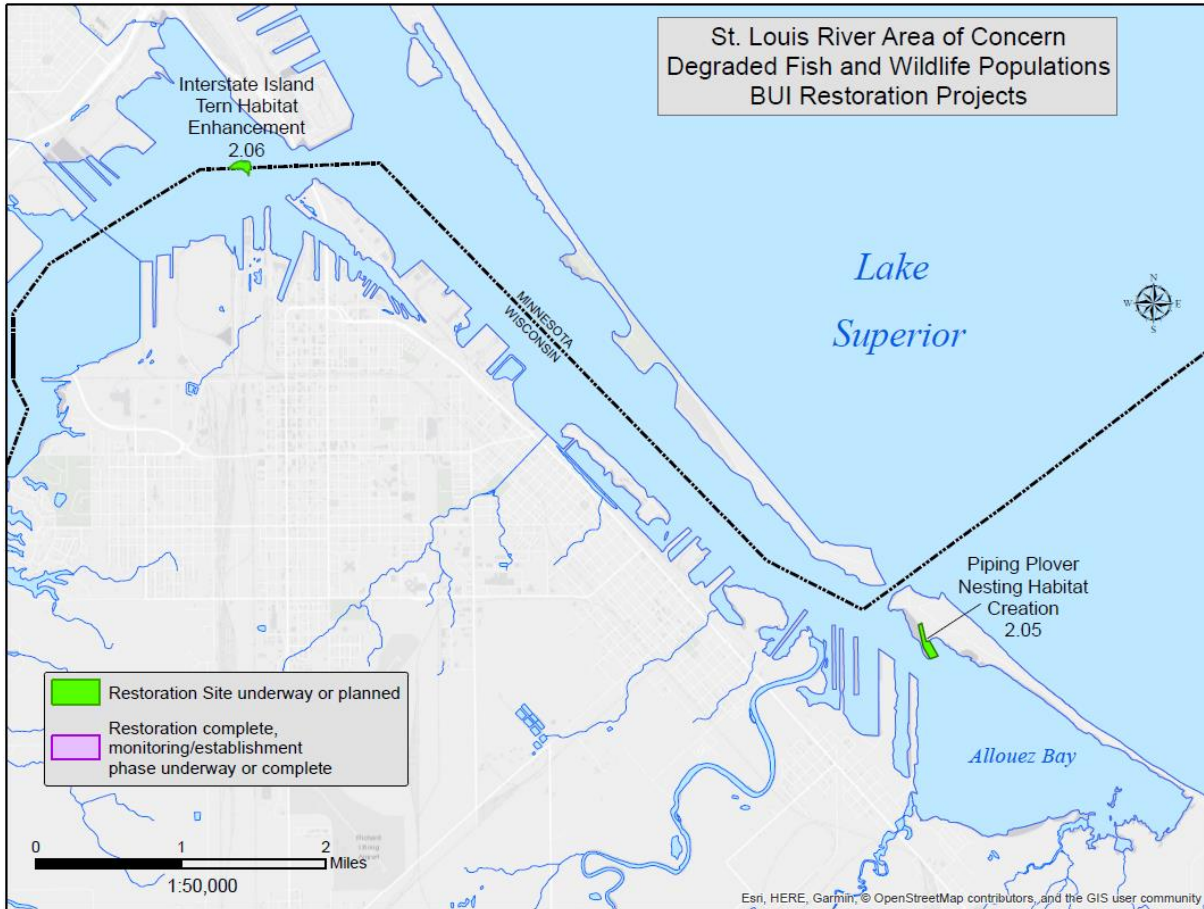 St. Louis River Area of Concern
Degraded Fish and Wildlife Populations
BUI Restoration Projects
Interstate Island
Tern Habitat
Enhancement
2.06
Lake
Superior
N
W E
S
MINNESOTA
WISCONSIN
Piping Plover
Nesting Habitat
Creation
2.05
Allouez Bay
Restoration Site underway or planned
Restoration complete,
monitoring/establishment
phase underway or complete
0 1 2
Miles
1:50,000
Esri, HERE, Garmin, © OpenStreetMap contributors, and the GIS user community